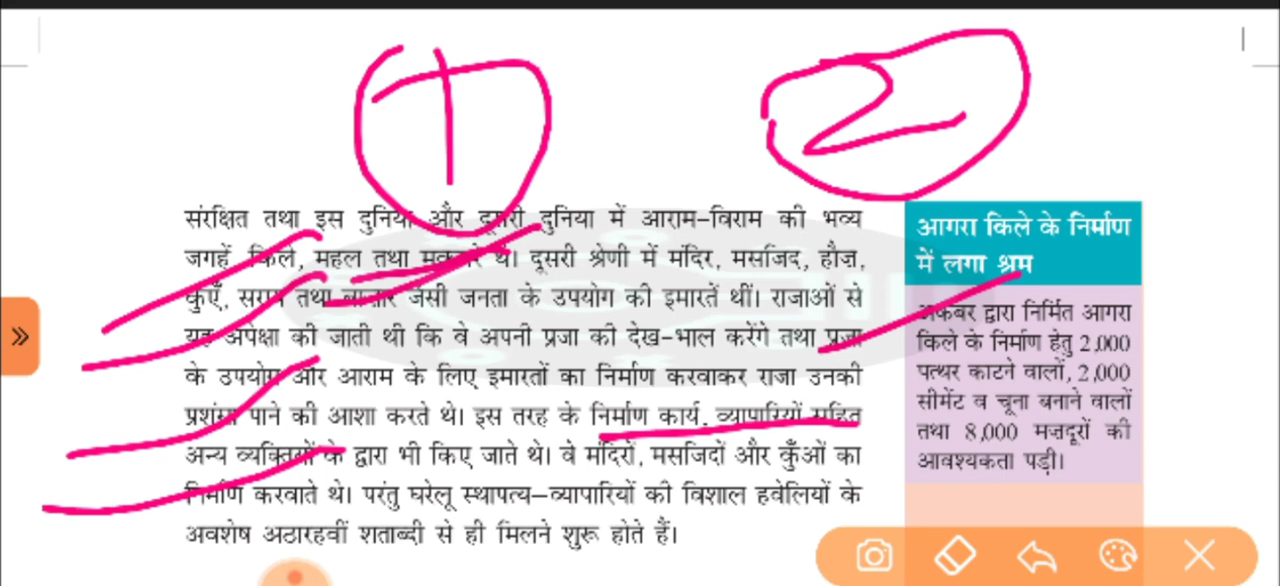 1
2
संरक्षित तथा इस दुनिया और दूसरी दुनिया में आराम-विराम की भव्य
जगहें, किले, महल तथा मकबरे थे। दूसरी श्रेणी में मंदिर, मसजिद, हौज़,
कुएँ, सराय तथा बाज़ार जैसी जनता के उपयोग की इमारतें थीं। राजाओं से
यह अपेक्षा की जाती थी कि वे अपनी प्रजा की देख-भाल करेंगे तथा प्रजा
के उपयोग और आराम के लिए इमारतों का निर्माण करवाकर राजा उनकी
प्रशंसा पाने की आशा करते थे। इस तरह के निर्माण कार्य, व्यापारियों सहित
अन्य व्यक्तियों के द्वारा भी किए जाते थे। वे मंदिरों, मसजिदों और कुँओं का
निर्माण करवाते थे। परंतु घरेलू स्थापत्य–व्यापारियों की विशाल हवेलियों के
अवशेष अठारहवीं शताब्दी से ही मिलने शुरू होते हैं।
आगरा किले के निर्माण
में लगा श्रम
अकबर द्वारा निर्मित आगरा
किले के निर्माण हेतु 2,000
पत्थर काटने वालों, 2,000
सीमेंट व चूना बनाने वालों
तथा 8,000 मज़दूरों की
आवश्यकता पड़ी।